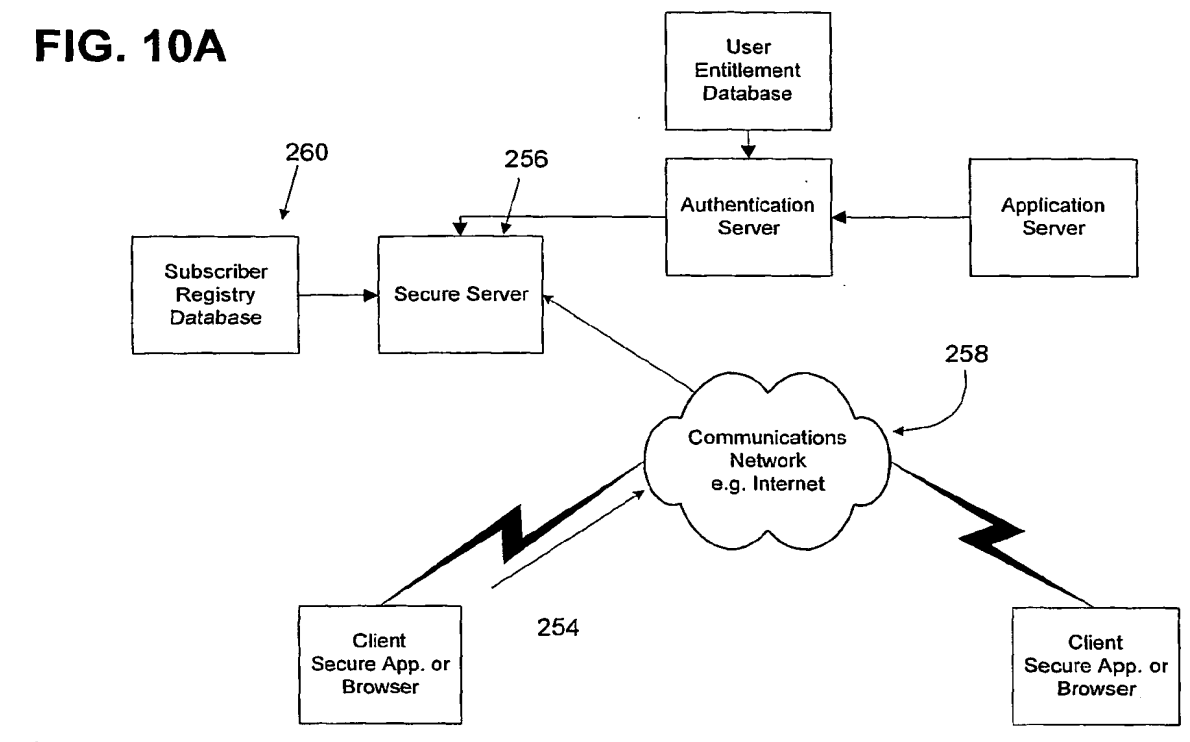 FIG. 10A
User
Entitlement
Database
260
256
Authentication
Server
Application
Server
Subscriber
Registry
Database
Secure Server
258
Communications
Network
e.g. Internet
254
Client
Secure App. or
Browser
Client
Secure App. or
Browser